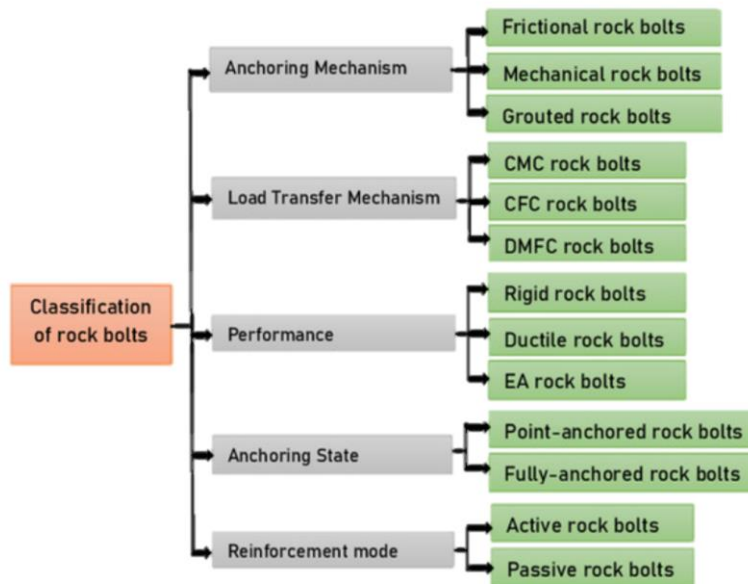 Classification
of rock bolts
Anchoring Mechanism
Frictional rock bolts
Mechanical rock bolts
Grouted rock bolts
Load Transfer Mechanism
CMC rock bolts
CFC rock bolts
DMFC rock bolts
Performance
Rigid rock bolts
Ductile rock bolts
EA rock bolts
Anchoring State
Point-anchored rock bolts
Fully-anchored rock bolts
Reinforcement mode
Active rock bolts
Passive rock bolts